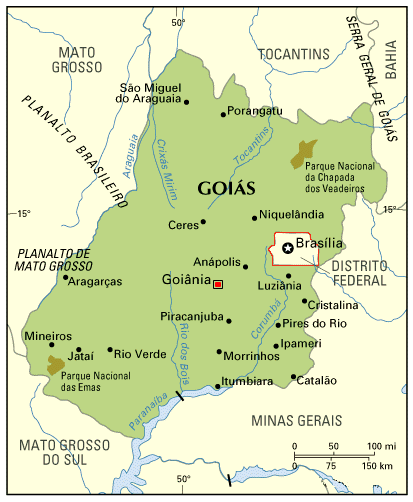 50°
MATO
GROSSO
TOCANTINS
BAHIA
SERRA GERAL DE GOIÁS
São Miguel
do Araguaia
Porangatu
PLANALTO BRASILEIRO
Araguaia
Crixás Mirim
Tocantins
Parque Nacional
da Chapada
dos Veadeiros
GOIÁS
15°
15°
Niquelândia
Ceres
Brasília
PLANALTO DE
MATO GROSSO
Anápolis
DISTRITO
FEDERAL
Goiânia
Luziânia
Aragarças
Cristalina
Corumbá
Piracanjuba
Pires do Rio
Rio dos Bois
Mineiros
Ipameri
Jataí
Rio Verde
Morrinhos
Parque Nacional
das Emas
Itumbiara
Catalão
Paranaíba
MINAS GERAIS
MATO GROSSO
DO SUL
0 50 100 mi
0 75 150 km
50°